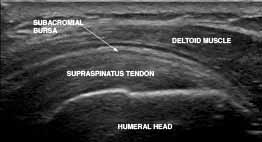 SUBACROMIAL
BURSA
DELTOID MUSCLE
SUPRASPINATUS TENDON
HUMERAL HEAD